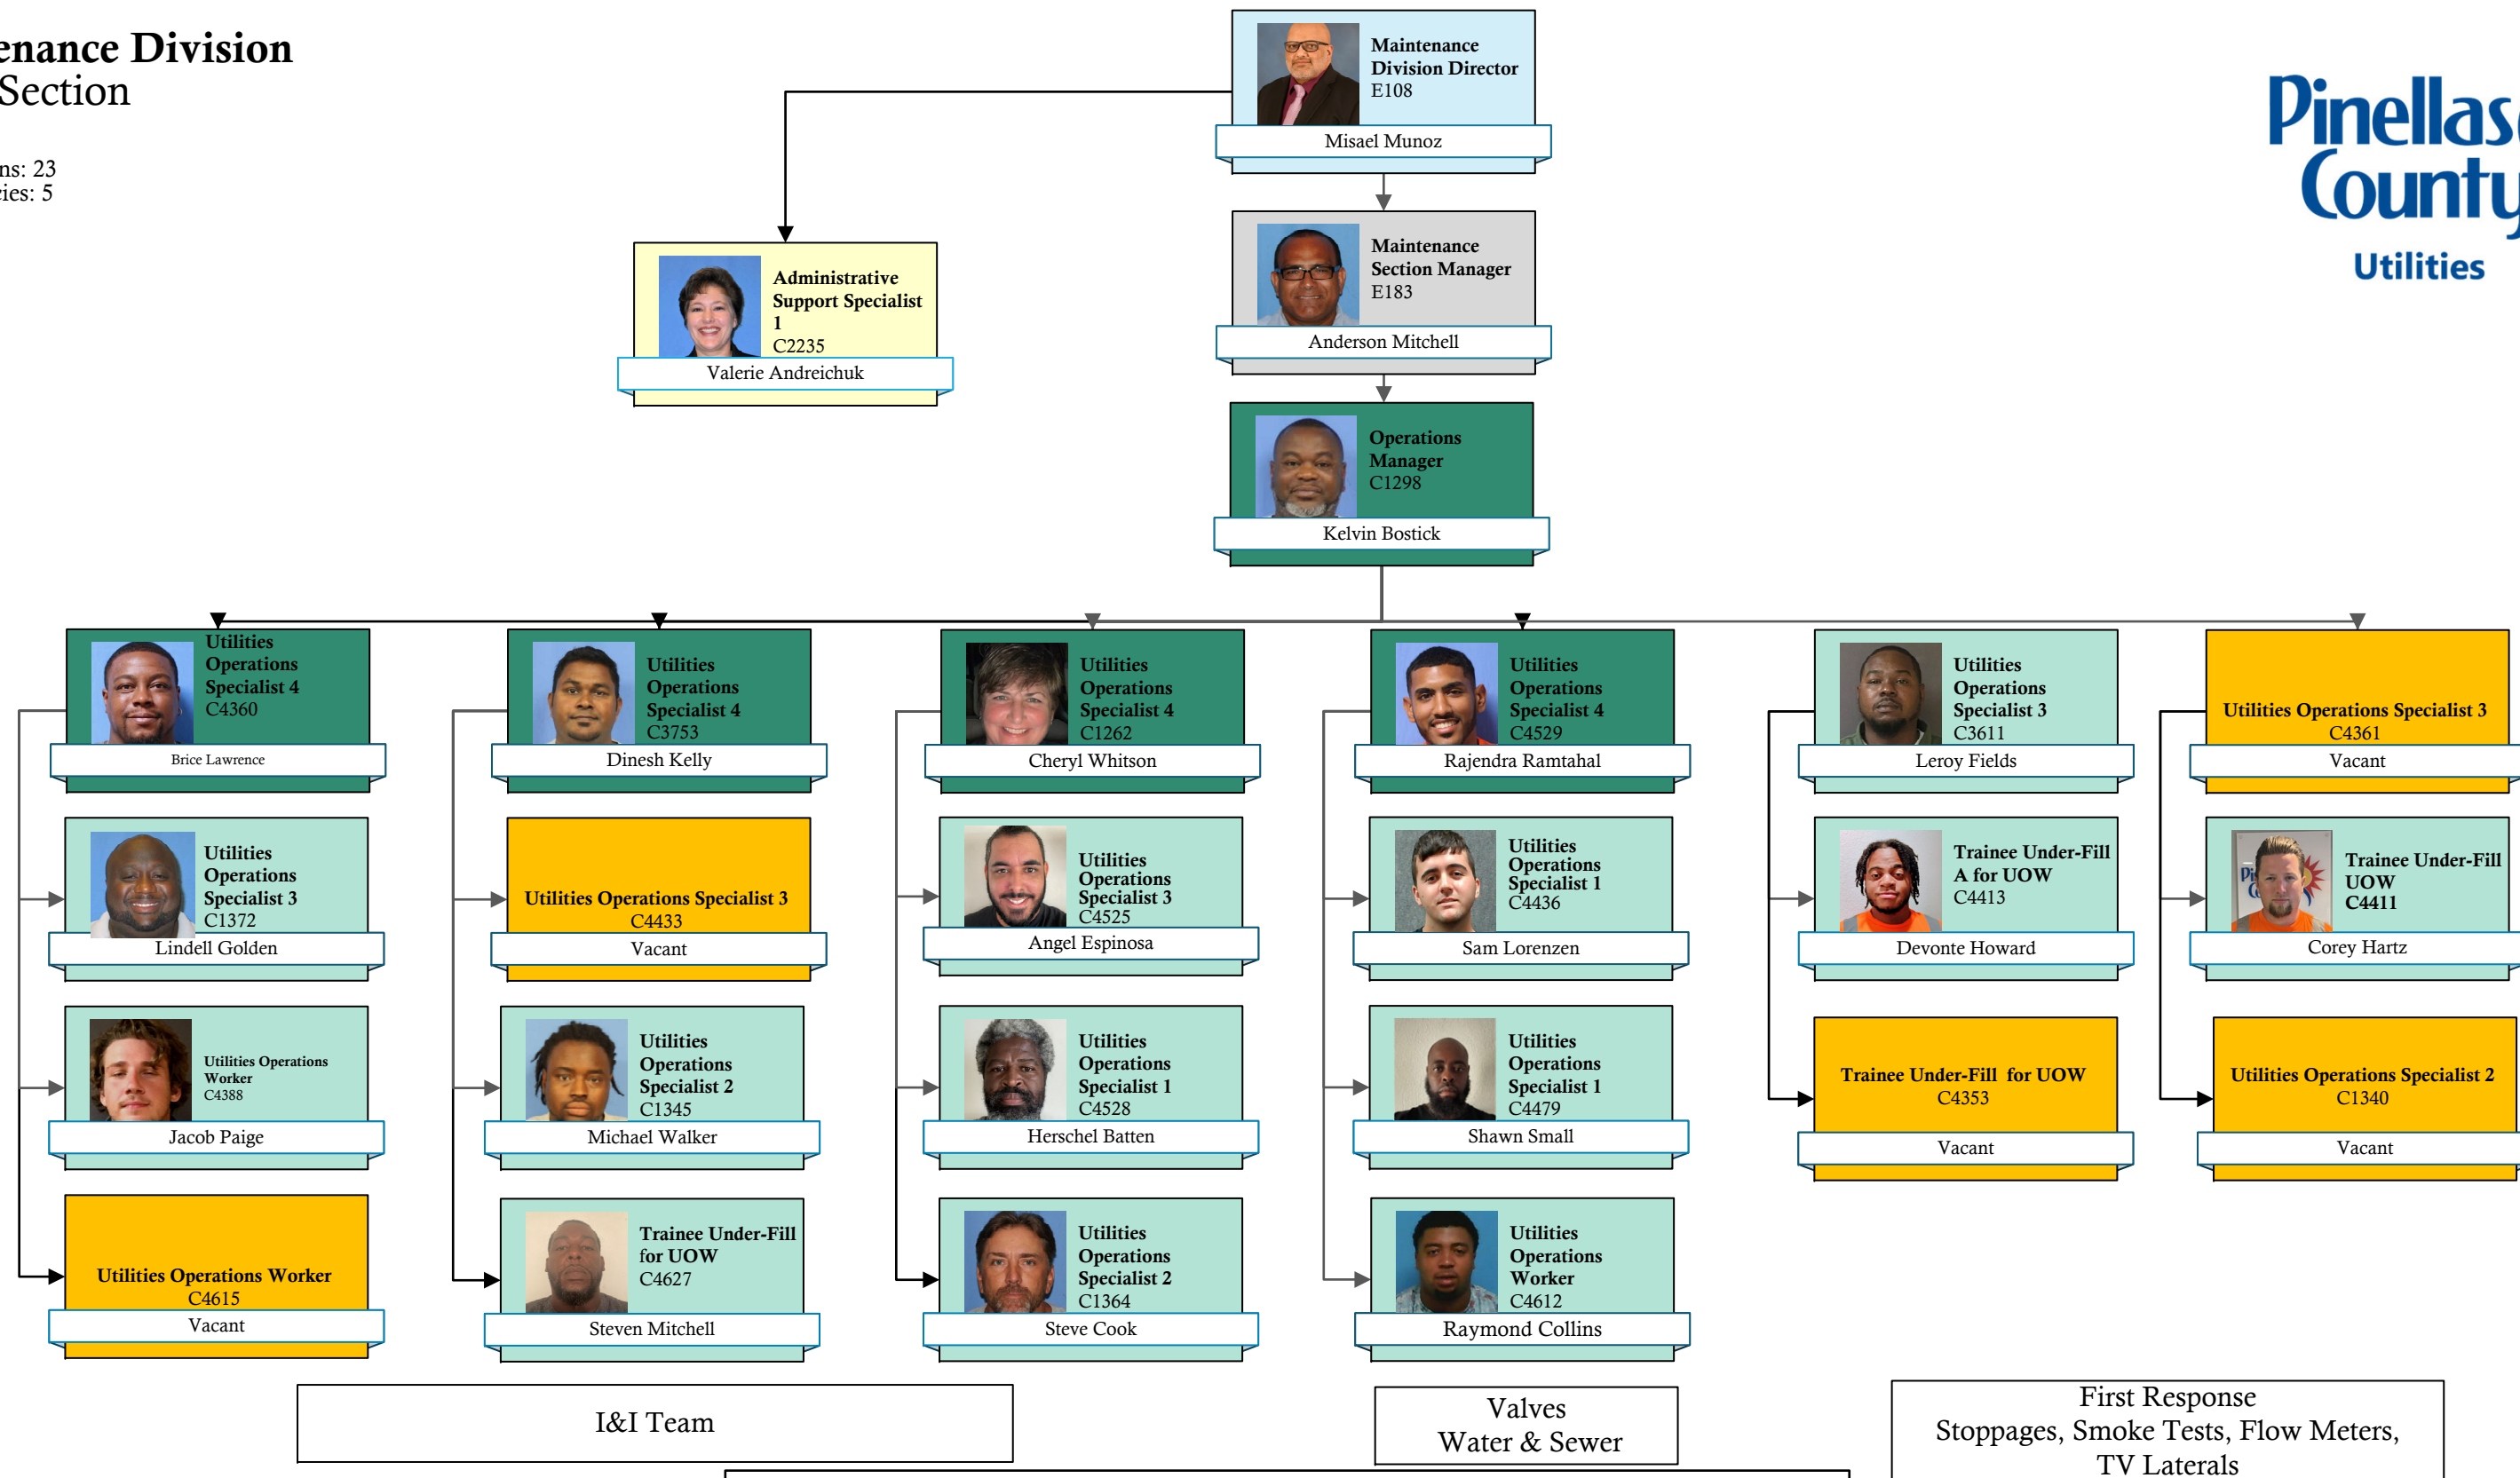 enance Division
Section
ns: 23
cies: 5
Maintenance
Division Director
E108
Misael Munoz
Pinellas
County
Utilities
Administrative
Support Specialist
1
C2235
Valerie Andreichuk
Maintenance
Section Manager
E183
Anderson Mitchell
Operations
Manager
C1298
Kelvin Bostick
Utilities
Operations
Specialist 4
C4360
Brice Lawrence
Utilities
Operations
Specialist 4
C3753
Dinesh Kelly
Utilities
Operations
Specialist 4
C1262
Cheryl Whitson
Utilities
Operations
Specialist 4
C4529
Rajendra Ramtahal
Utilities
Operations
Specialist 3
C3611
Leroy Fields
Utilities Operations Specialist 3
C4361
Vacant
Utilities
Operations
Specialist 3
C1372
Lindell Golden
Utilities Operations Specialist 3
C4433
Vacant
Utilities
Operations
Specialist 3
C4525
Angel Espinosa
Utilities
Operations
Specialist 1
C4436
Sam Lorenzen
Trainee Under-Fill
A for UOW
C4413
Devonte Howard
Trainee Under-Fill
UOW
C4411
Corey Hartz
Utilities Operations
Worker
C4388
Jacob Paige
Utilities
Operations
Specialist 2
C1345
Michael Walker
Utilities
Operations
Specialist 1
C4528
Herschel Batten
Utilities
Operations
Specialist 1
C4479
Shawn Small
Trainee Under-Fill for UOW
C4353
Vacant
Utilities Operations Specialist 2
C1340
Vacant
Utilities Operations Worker
C4615
Vacant
Trainee Under-Fill
for UOW
C4627
Steven Mitchell
Utilities
Operations
Specialist 2
C1364
Steve Cook
Utilities
Operations
Worker
C4612
Raymond Collins
I&I Team
Valves
Water & Sewer
First Response
Stoppages, Smoke Tests, Flow Meters,
TV Laterals